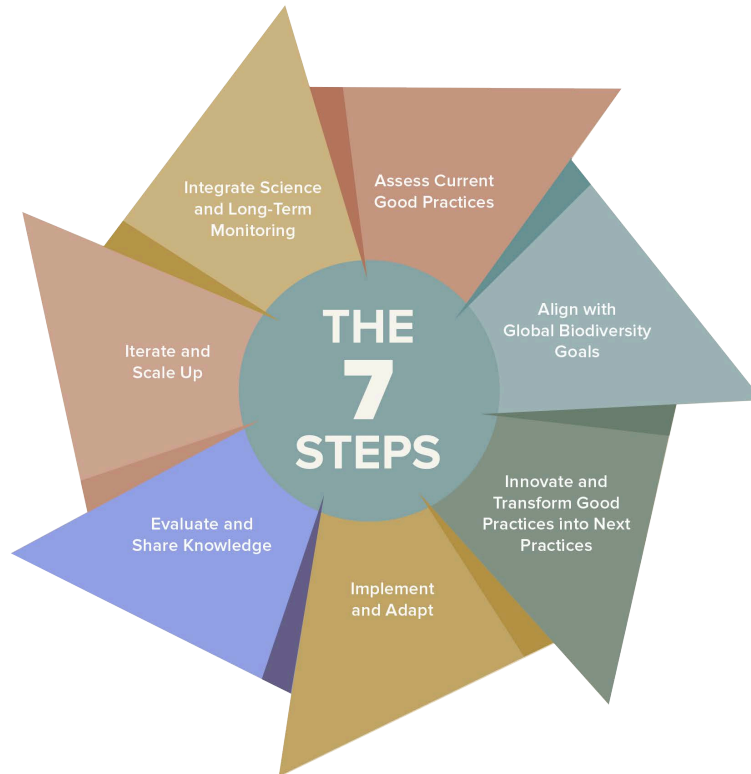 THE
7
STEPS
Assess Current
Good Practices
Align with
Global Biodiversity
Goals
Innovate and
Transform Good
Practices into Next
Practices
Implement
and Adapt
Evaluate and
Share Knowledge
Iterate and
Scale Up
Integrate Science
and Long-Term
Monitoring